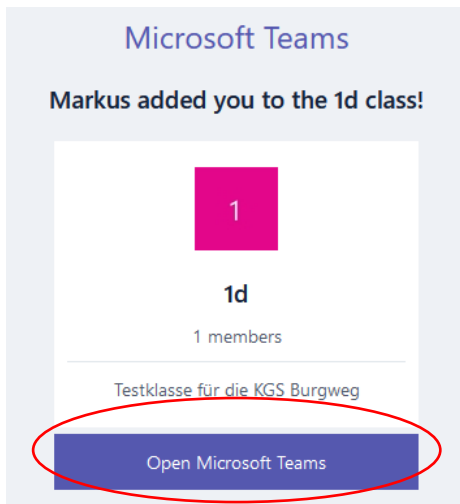 Microsoft Teams
Markus added you to the 1d class!
1
1d
1 members
Testklasse für die KGS Burgweg
Open Microsoft Teams